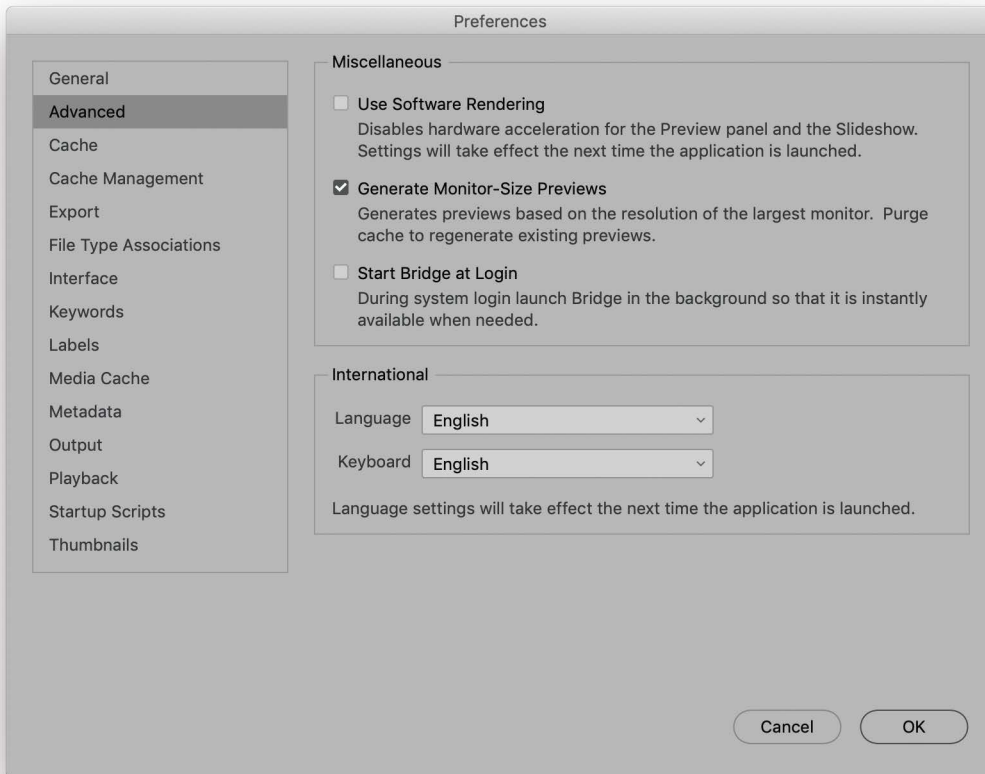 Preferences
General
Advanced
Cache
Cache Management
Export
File Type Associations
Interface
Keywords
Labels
Media Cache
Metadata
Output
Playback
Startup Scripts
Thumbnails
Miscellaneous
Use Software Rendering
Disables hardware acceleration for the Preview panel and the Slideshow.
Settings will take effect the next time the application is launched.
Generate Monitor-Size Previews
Generates previews based on the resolution of the largest monitor.  Purge
cache to regenerate existing previews.
Start Bridge at Login
During system login launch Bridge in the background so that it is instantly
available when needed.
International
Language English
Keyboard English
Language settings will take effect the next time the application is launched.
Cancel OK